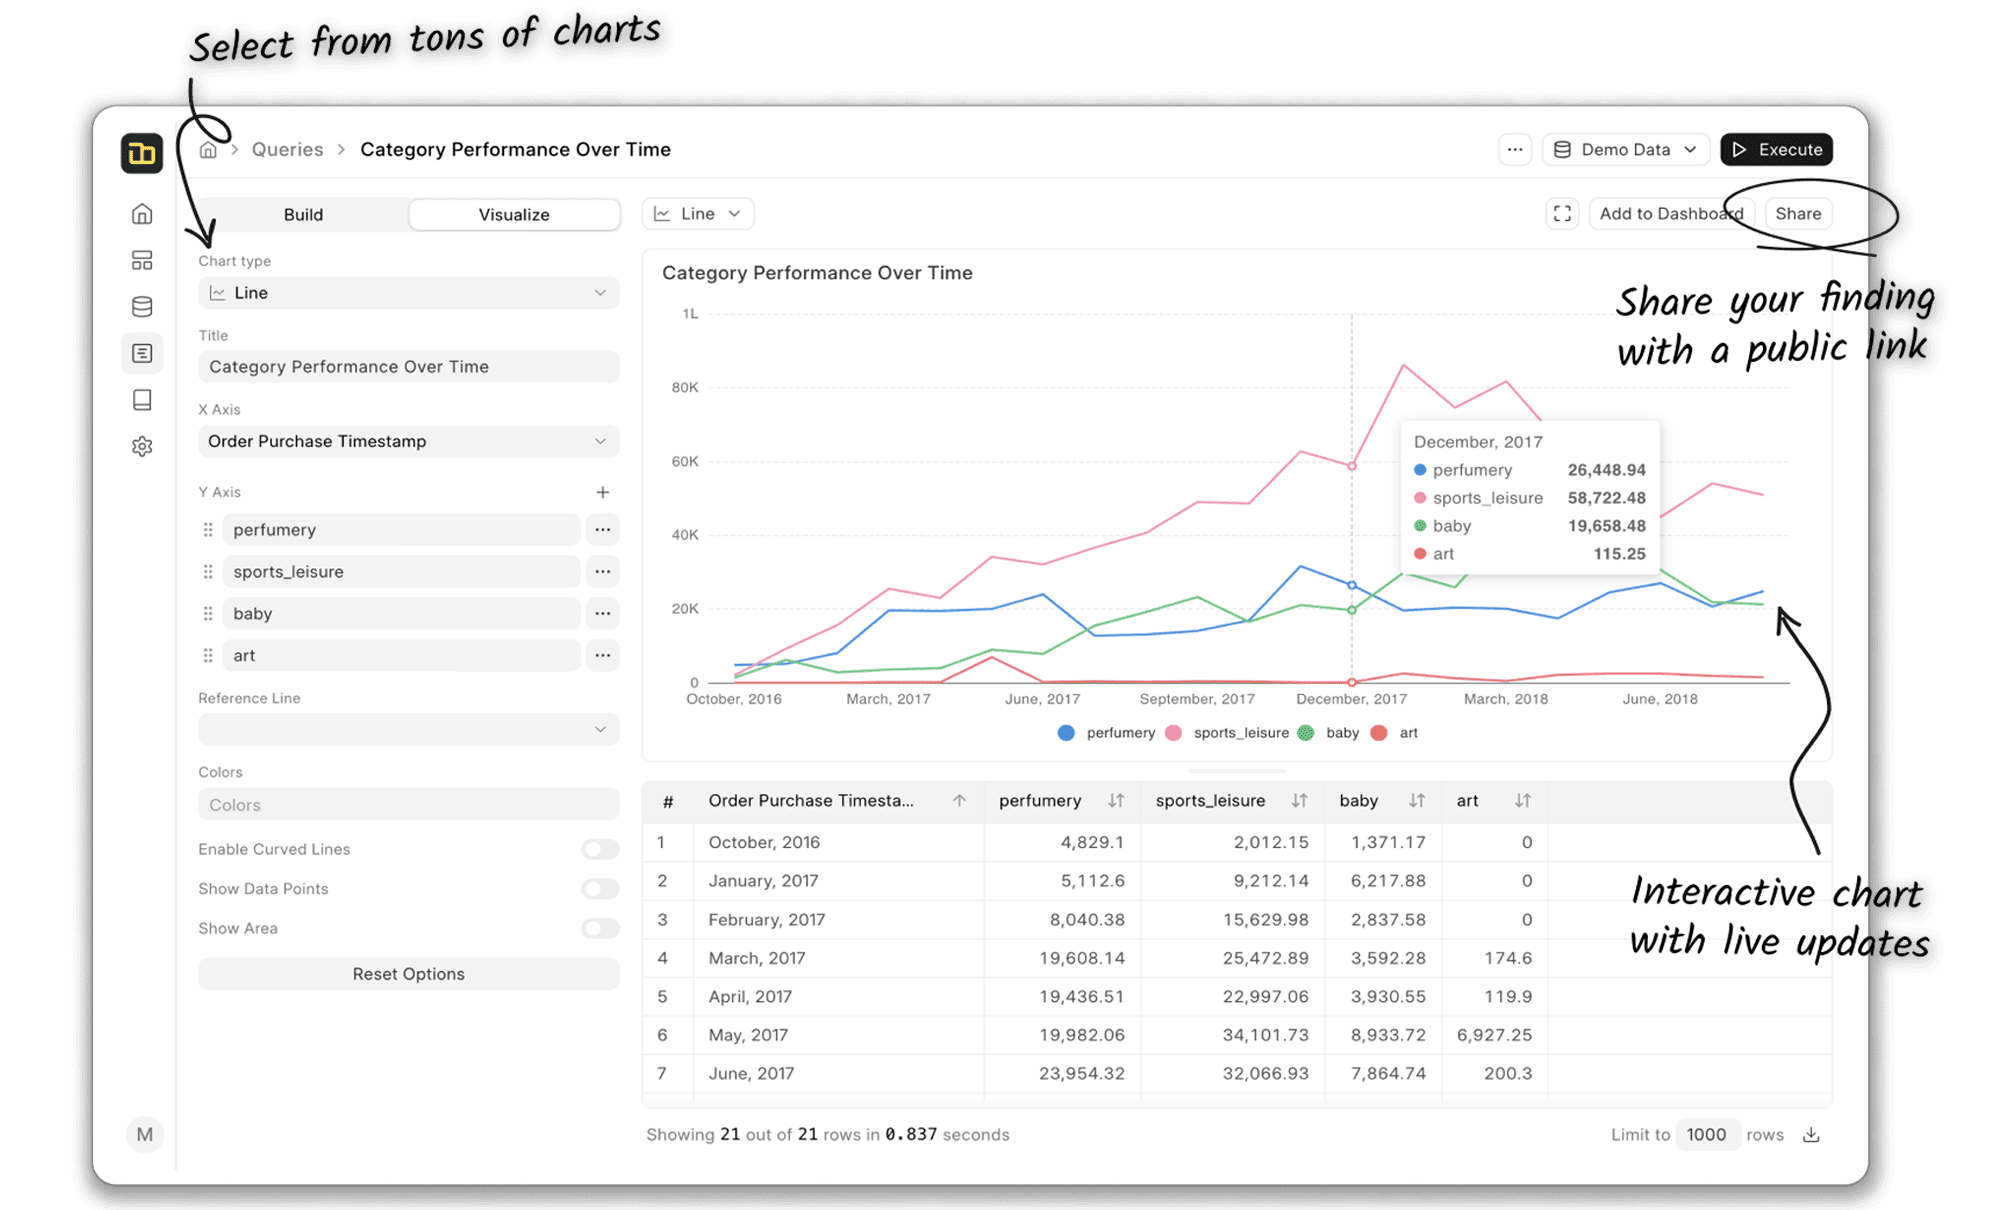 Select from tons of charts
Queries
Category Performance Over Time
Demo Data
Execute
Build
Visualize
Line
Add to Dashboard
Share
Chart type
Line
Title
Category Performance Over Time
X Axis
Order Purchase Timestamp
Y Axis
perfumery
sports_leisure
baby
art
Reference Line
Colors
Colors
Enable Curved Lines
Show Data Points
Show Area
Reset Options
M
Category Performance Over Time
1L
80K
60K
40K
20K
0
October, 2016 March, 2017 June, 2017 September, 2017 December, 2017 March, 2018 June, 2018
December, 2017
perfumery 26,448.94
sports_leisure 58,722.48
baby 19,658.48
art 115.25
perfumery sports_leisure baby art
Share your finding
with a public link
Interactive chart
with live updates
# Order Purchase Timesta... perfumery sports_leisure baby art
1 October, 2016 4,829.1 2,012.15 1,371.17 0
2 January, 2017 5,112.6 9,212.14 6,217.88 0
3 February, 2017 8,040.38 15,629.98 2,837.58 0
4 March, 2017 19,608.14 25,472.89 3,592.28 174.6
5 April, 2017 19,436.51 22,997.06 3,930.55 119.9
6 May, 2017 19,982.06 34,101.73 8,933.72 6,927.25
7 June, 2017 23,954.32 32,066.93 7,864.74 200.3
Showing 21 out of 21 rows in 0.837 seconds
Limit to 1000 rows